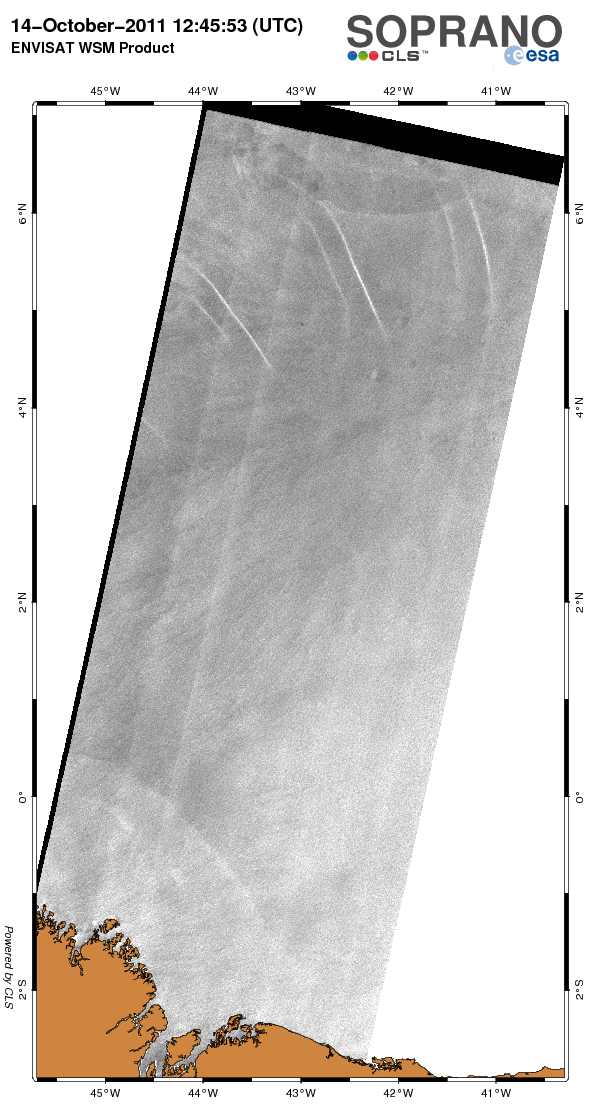 14-October-2011 12:45:53 (UTC)
ENVISAT WSM Product
SOPRANO
CLS™
esa
45°W 44°W 43°W 42°W 41°W
6°N 6°N
4°N 4°N
2°N 2°N
0° 0°
2°S 2°S
Powered by CLS
45°W 44°W 43°W 42°W 41°W